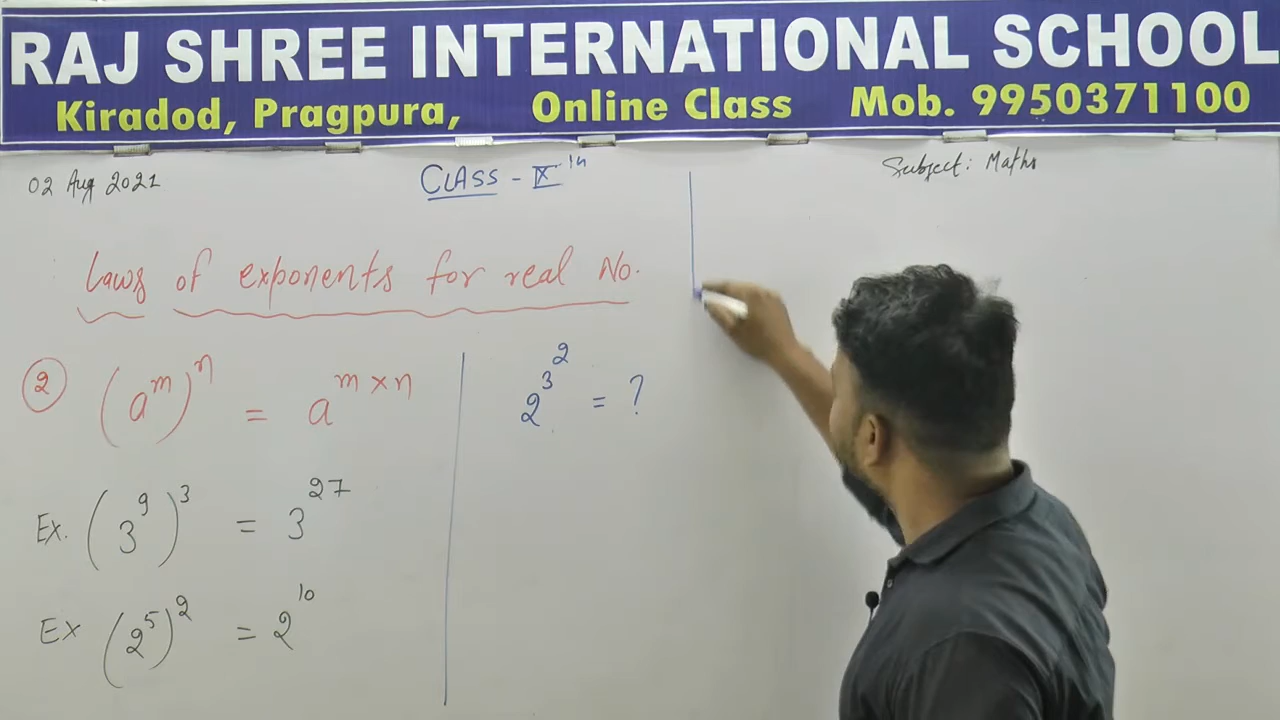 RAJ SHREE INTERNATIONAL SCHOOL
Kiradod, Pragpura, Online Class Mob. 9950371100
02 Aug 2021 CLASS - IX th Subject: Maths
Laws of exponents for real No.
② (a^m)^n = a^(m × n)
2^3^2 = ?
Ex. (3^9)^3 = 3^27
Ex (2^5)^2 = 2^10